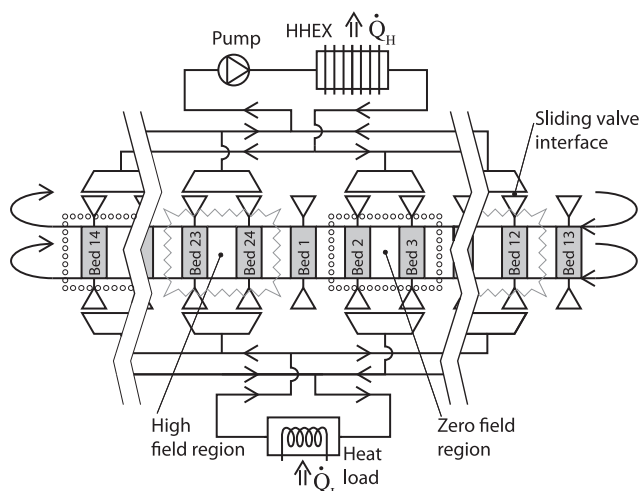 Pump
HHEX
Q̇H
Sliding valve
interface
Bed 14
Bed 23
Bed 24
Bed 1
Bed 2
Bed 3
Bed 12
Bed 13
High
field region
Heat
load
Zero field
region